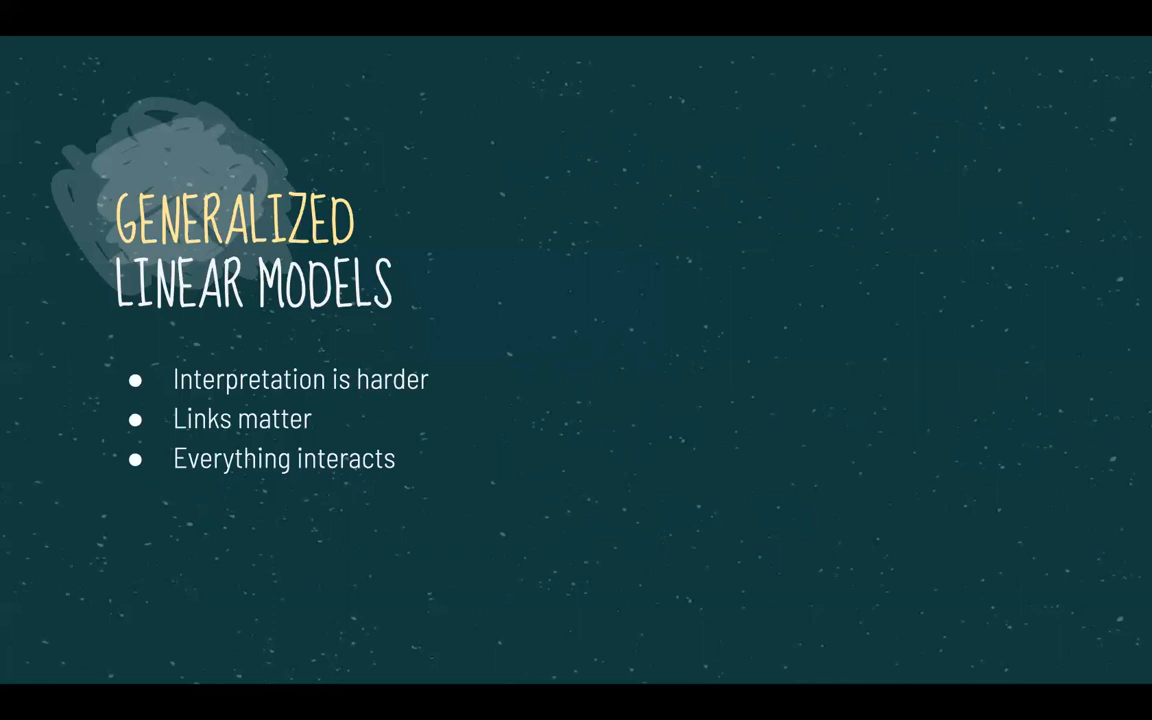 GENERALIZED
LINEAR MODELS
● Interpretation is harder
● Links matter
● Everything interacts